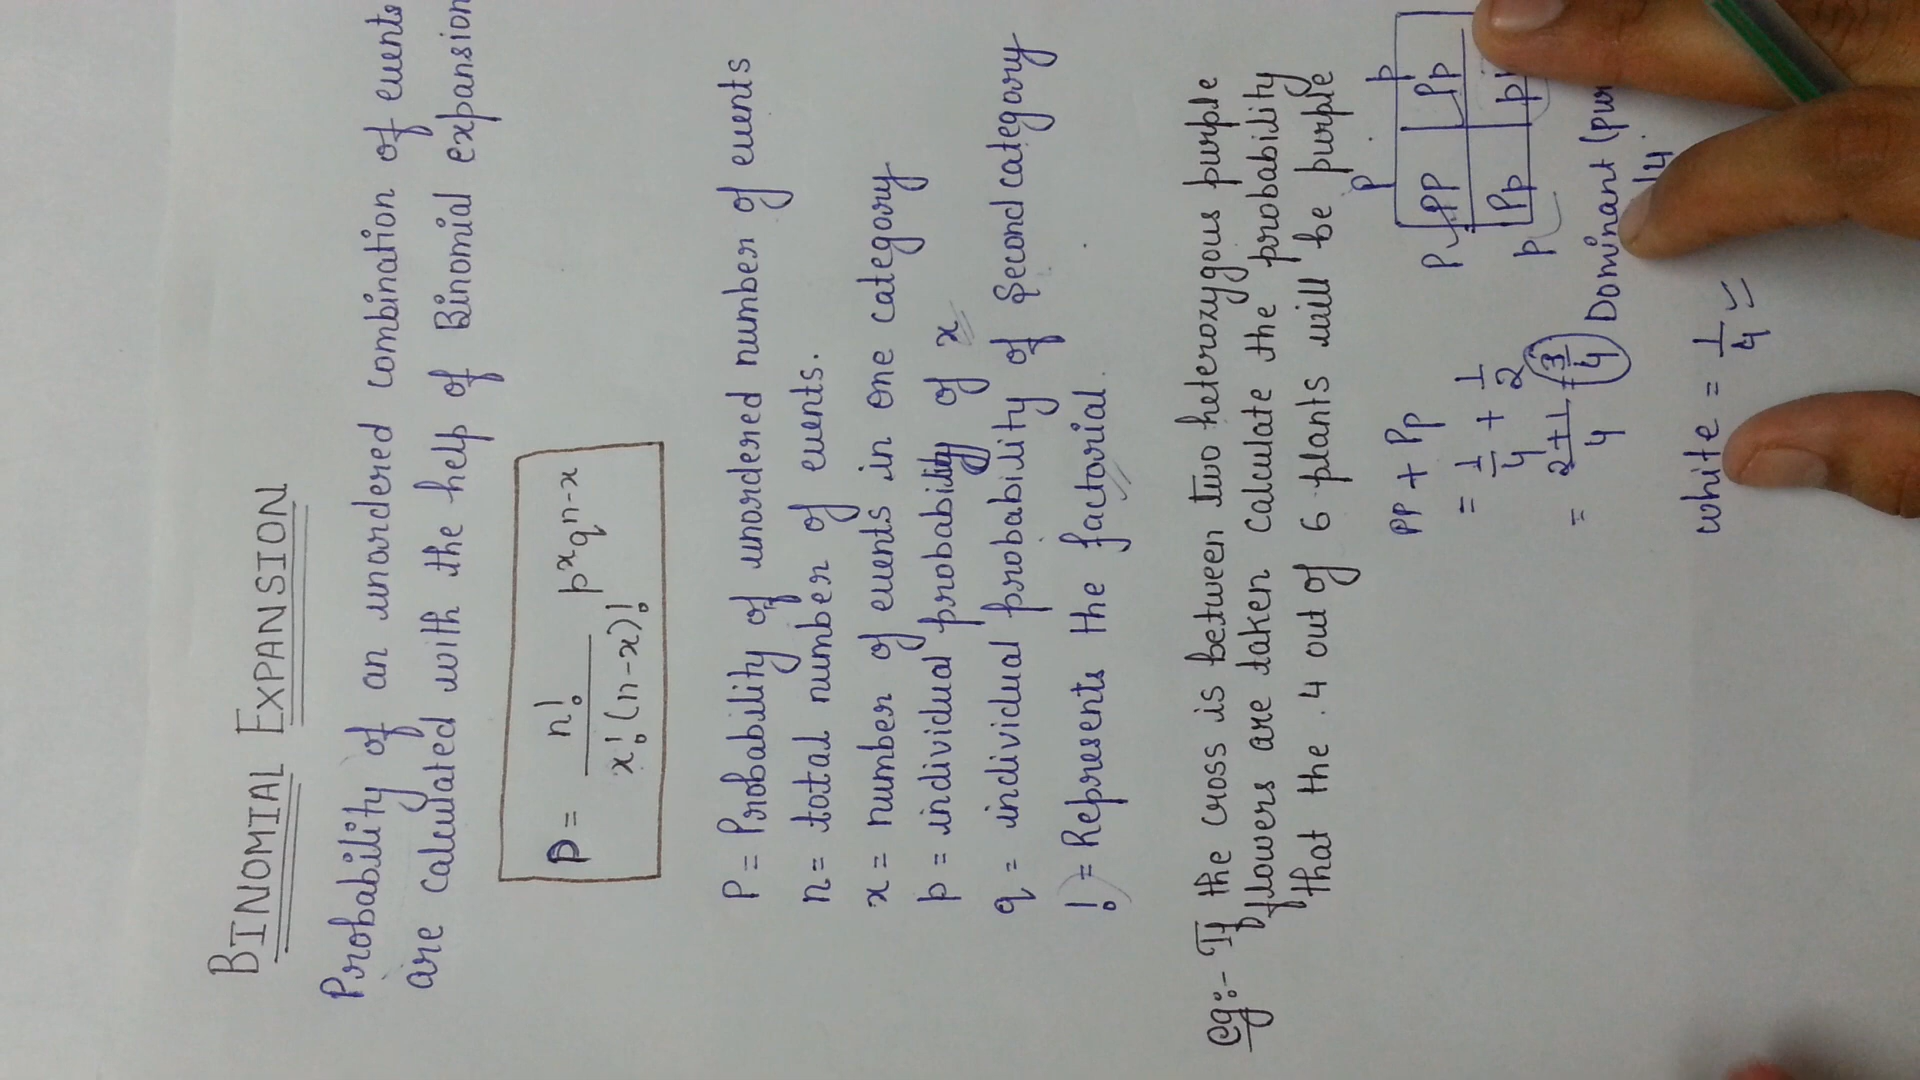 BINOMIAL EXPANSION
Probability of an unordered combination of events
are calculated with the help of Binomial expansion
P = n! / x!(n-x)! p^x q^n-x
P = Probability of unordered number of events
n = total number of events.
x = number of events in one category
p = individual probability of x
q = individual probability of Second category
! = Represents the factorial.
eg:- If the cross is between two heterozygous purple
flowers are taken calculate the probability
that the 4 out of 6 plants will be purple
P p
P PP Pp
p Pp pp
PP + Pp
= 1/4 + 1/2
= 2+1/4 = 3/4 Dominant (pur
white = 1/4